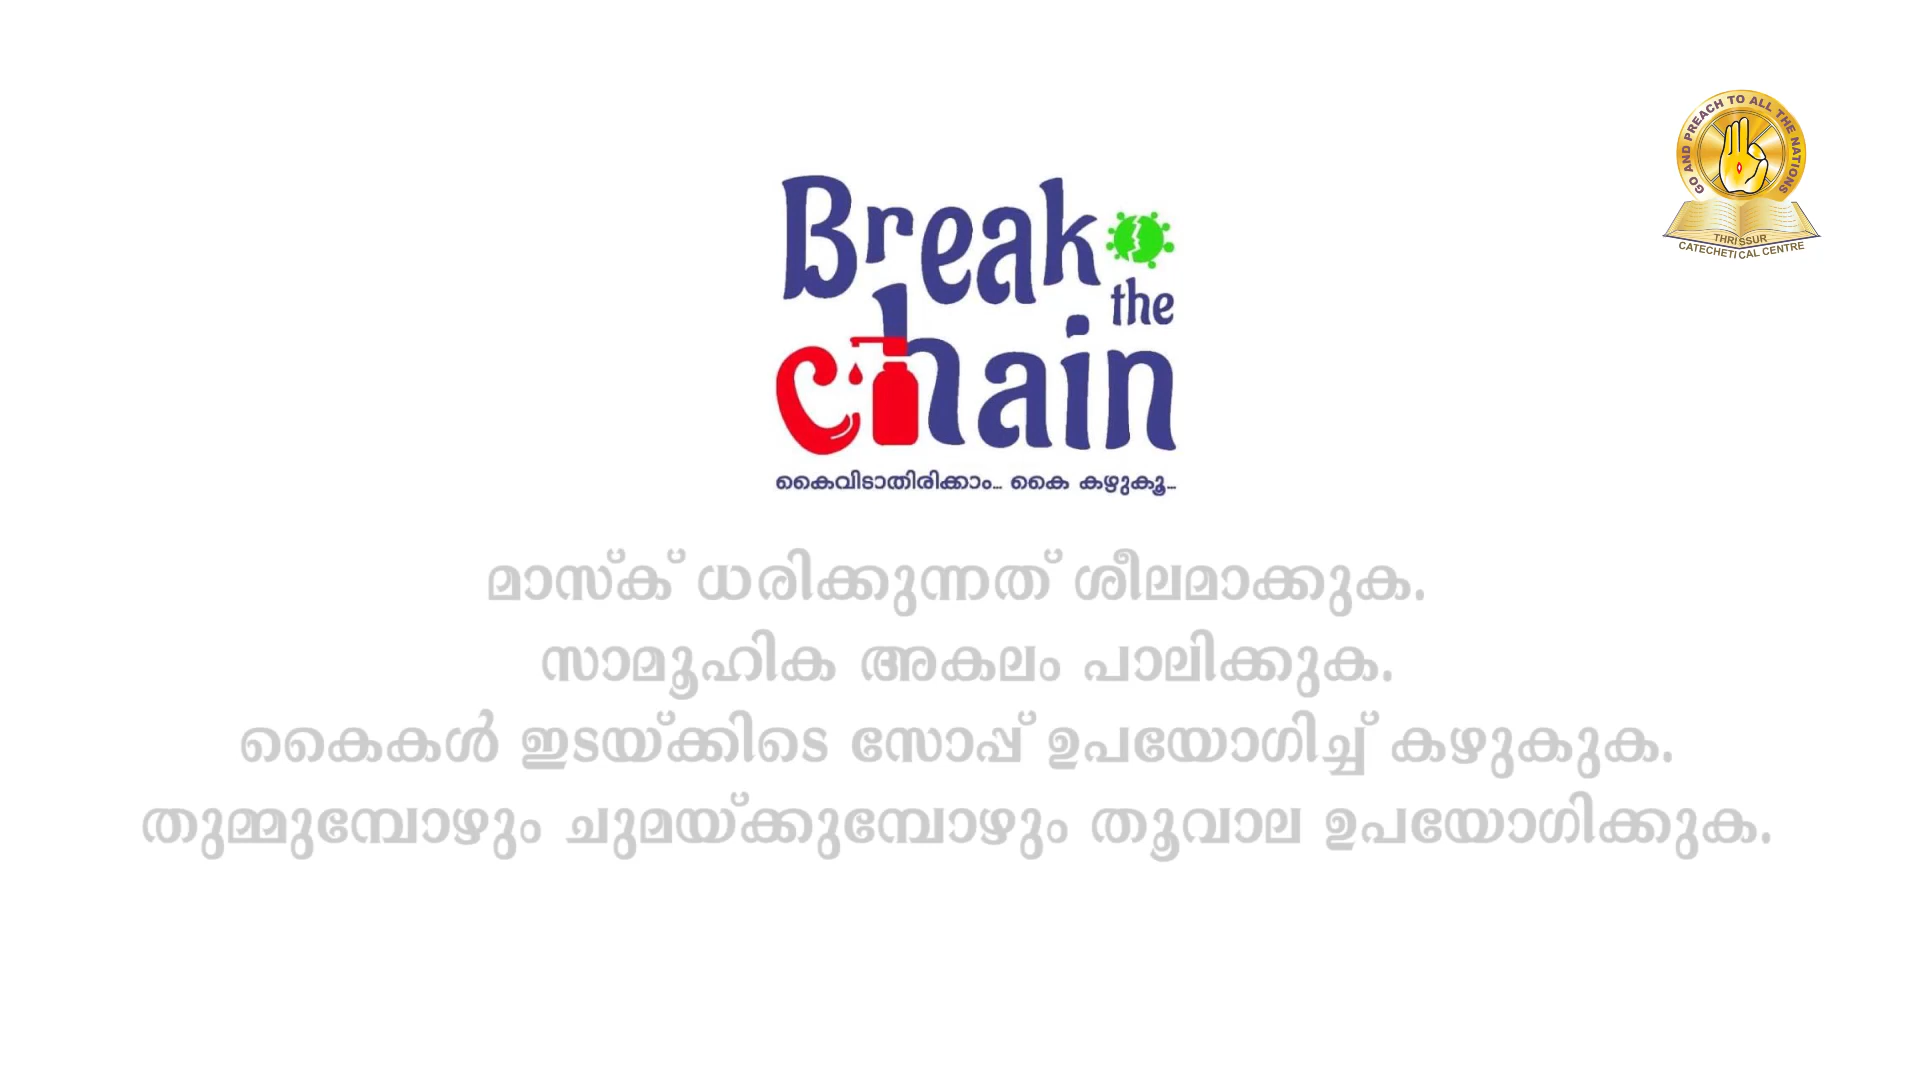 GO AND PREACH TO ALL THE NATIONS
THRISSUR
CATECHETICAL CENTRE
Break
the
chain
കൈവിടാതിരിക്കാം... കൈ കഴുകൂ...
മാസ്ക് ധരിക്കുന്നത് ശീലമാക്കുക.
സാമൂഹിക അകലം പാലിക്കുക.
കൈകൾ ഇടയ്ക്കിടെ സോപ്പ് ഉപയോഗിച്ച് കഴുകുക.
തുമ്മുമ്പോഴും ചുമയ്ക്കുമ്പോഴും തൂവാല ഉപയോഗിക്കുക.